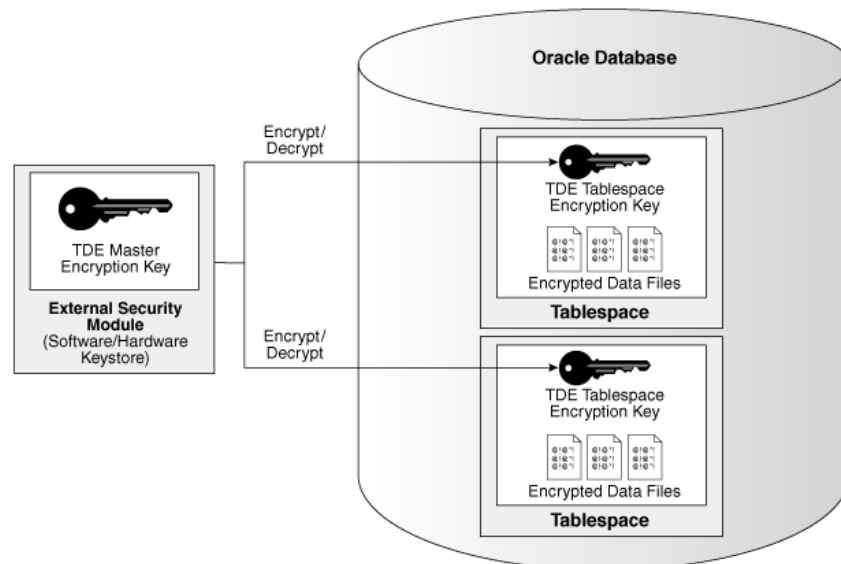 Oracle Database
Encrypt/
Decrypt
TDE Master
Encryption Key
External Security
Module
(Software/Hardware
Keystore)
TDE Tablespace
Encryption Key
@!@*!
@!@*!
@!@*!
@!@*!
@!@*!
@!@*!
@!@*!
@!@*!
@!@*!
Encrypted Data Files
Tablespace
Encrypt/
Decrypt
TDE Tablespace
Encryption Key
@!@*!
@!@*!
@!@*!
@!@*!
@!@*!
@!@*!
@!@*!
@!@*!
@!@*!
Encrypted Data Files
Tablespace